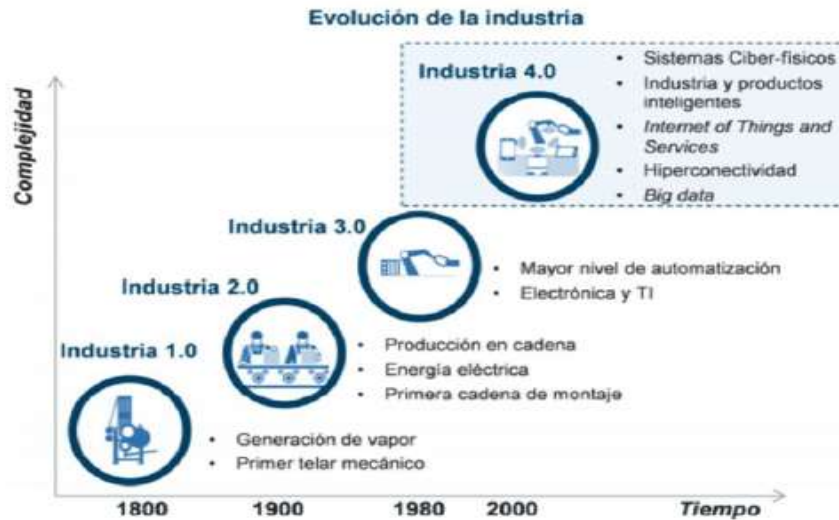 Evolución de la industria
Complejidad
Industria 4.0
• Sistemas Ciber-físicos
• Industria y productos
inteligentes
• Internet of Things and
Services
• Hiperconectividad
• Big data
Industria 3.0
• Mayor nivel de automatización
• Electrónica y TI
Industria 2.0
• Producción en cadena
• Energía eléctrica
• Primera cadena de montaje
Industria 1.0
• Generación de vapor
• Primer telar mecánico
1800 1900 1980 2000 Tiempo